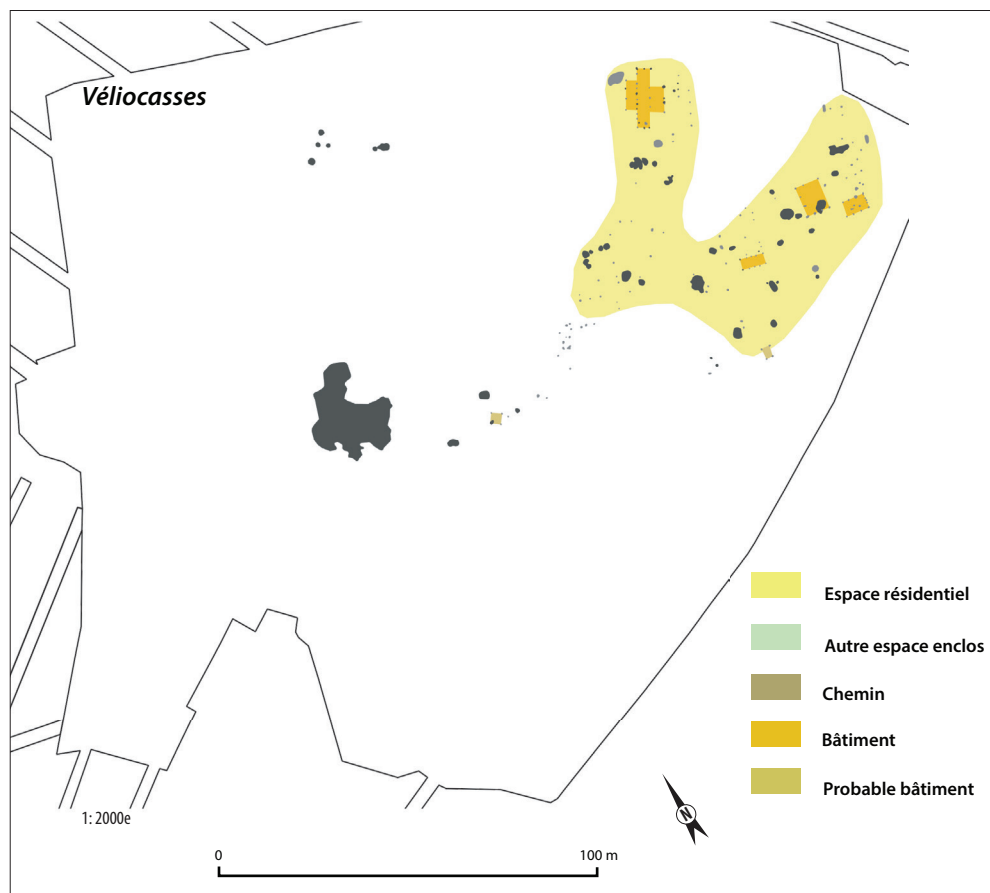 Véliocasses
Espace résidentiel
Autre espace enclos
Chemin
Bâtiment
Probable bâtiment
N
1: 2000e
0 100 m